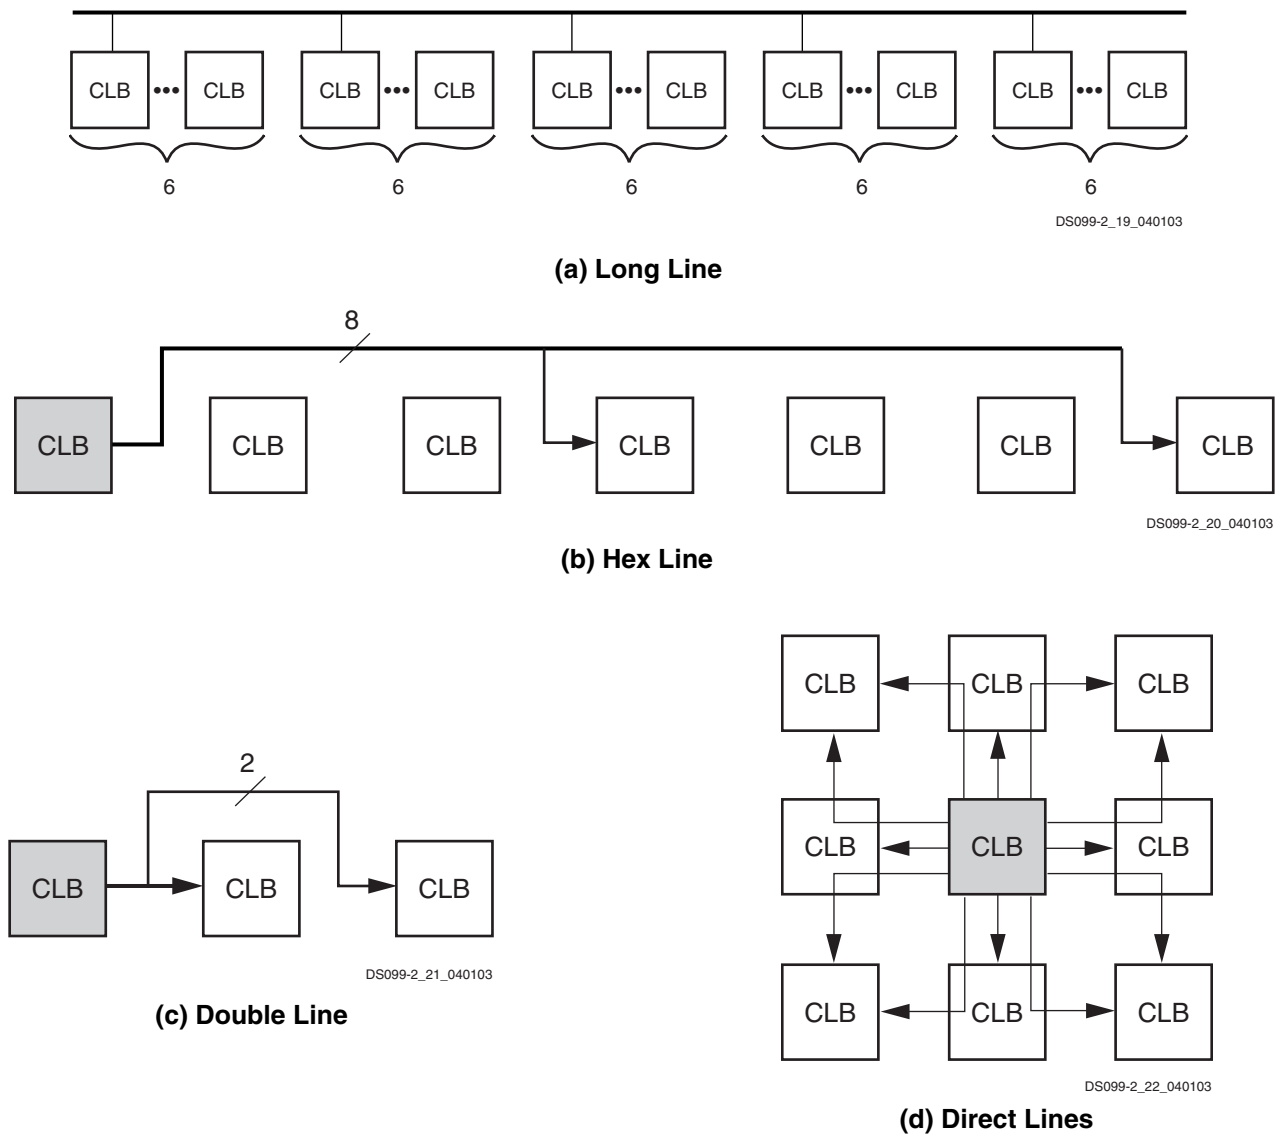 CLB ••• CLB CLB ••• CLB CLB ••• CLB CLB ••• CLB CLB ••• CLB
6 6 6 6 6
DS099-2_19_040103
(a) Long Line
8
CLB CLB CLB CLB CLB CLB CLB
DS099-2_20_040103
(b) Hex Line
2
CLB CLB CLB
DS099-2_21_040103
(c) Double Line
CLB CLB CLB
CLB CLB CLB
CLB CLB CLB
DS099-2_22_040103
(d) Direct Lines